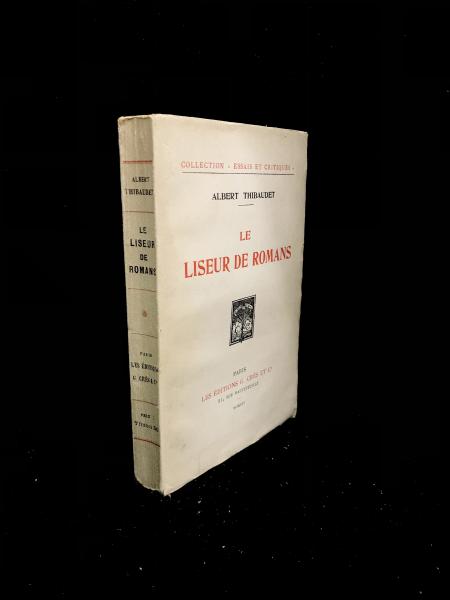 COLLECTION « ESSAIS ET CRITIQUES »
ALBERT THIBAUDET
LE
LISEUR DE ROMANS
PARIS
LES ÉDITIONS G. CRÈS ET Cie
MCMXXV
ALBERT
THIBAUDET
LE
LISEUR
DE
ROMANS
PARIS
LES ÉDITIONS
G. CRÈS & Cie